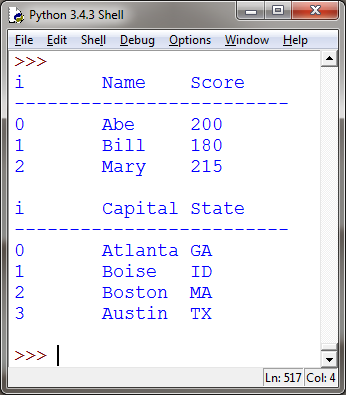 Python 3.4.3 Shell
File Edit Shell Debug Options Window Help
>>>
i Name Score
-------------------------
0 Abe 200
1 Bill 180
2 Mary 215
i Capital State
-------------------------
0 Atlanta GA
1 Boise ID
2 Boston MA
3 Austin TX
>>>
Ln: 517 Col: 4